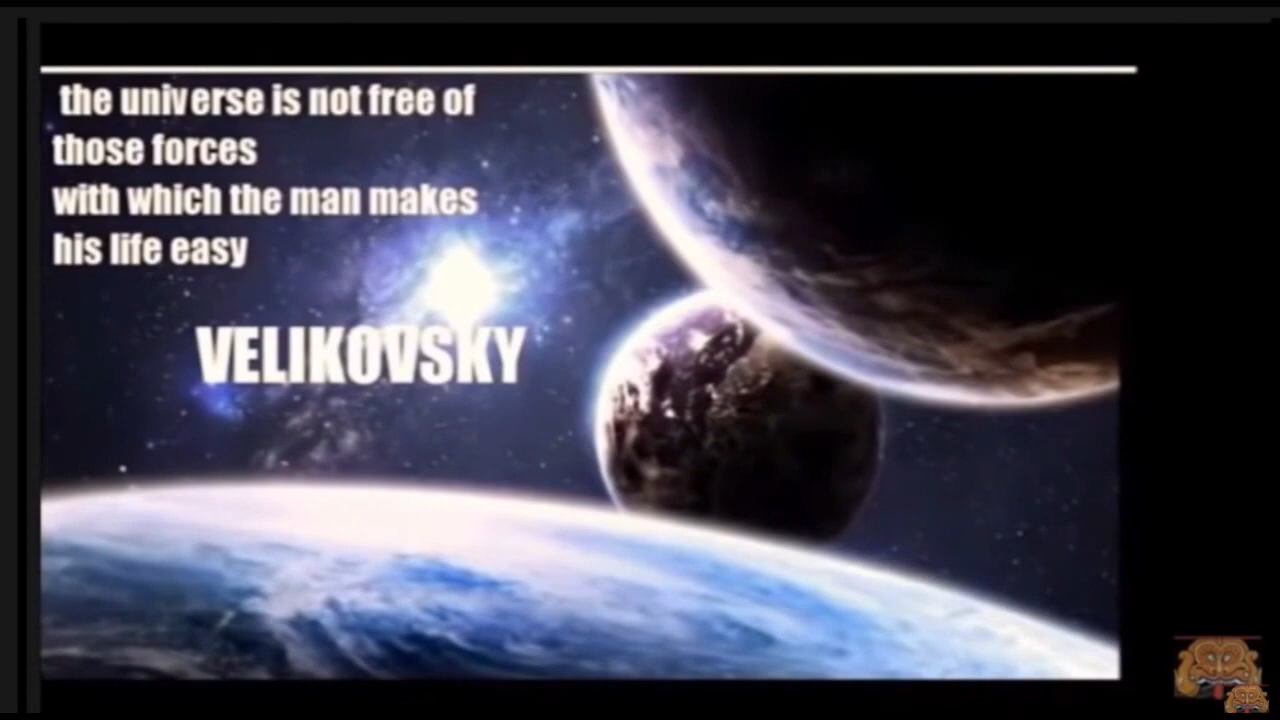 the universe is not free of
those forces
with which the man makes
his life easy
VELIKOVSKY